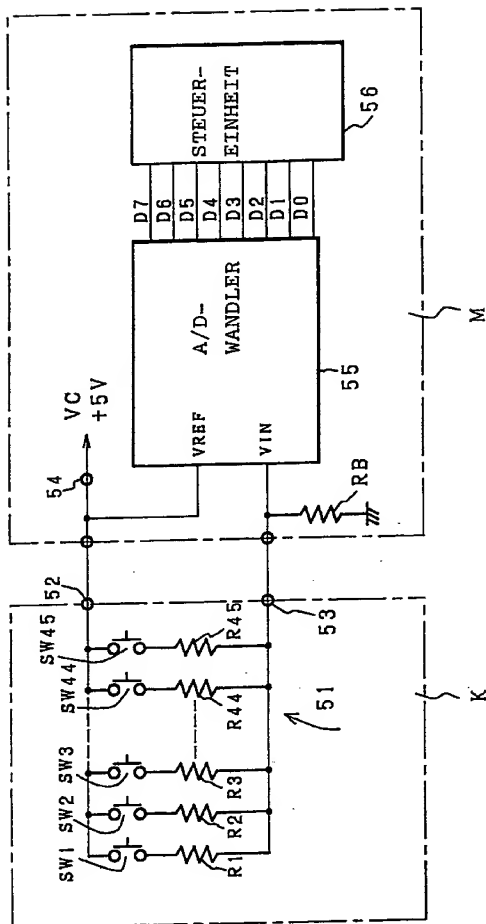 SW1
SW2
SW3
SW44
SW45
R1
R2
R3
R44
R45
51
52
53
K
54
VC
+5V
VREF
VIN
RB
A/D-
WANDLER
55
D7
D6
D5
D4
D3
D2
D1
D0
STEUER-
EINHEIT
56
M